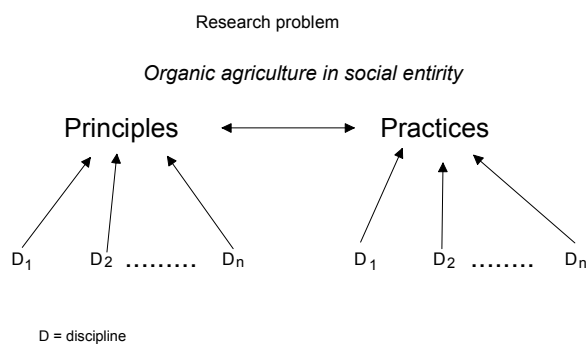 Research problem
Organic agriculture in social entirity
Principles Practices
D1 D2 ......... Dn D1 D2 ........ Dn
D = discipline